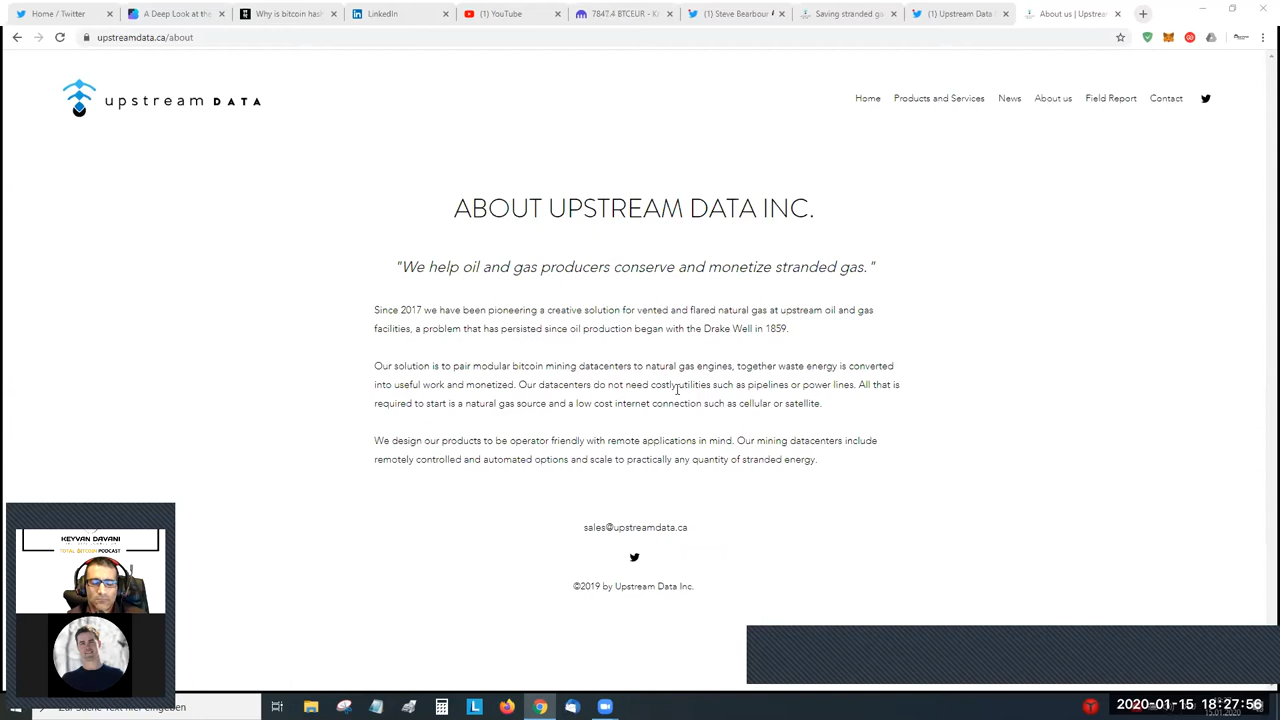 Home / Twitter
A Deep Look at the
Why is bitcoin hash
LinkedIn
(1) YouTube
7847.4 BTCEUR - K
(1) Steve Barbour
Saving stranded ga
(1) Upstream Data
About us | Upstream
upstreamdata.ca/about
upstream DATA
Home
Products and Services
News
About us
Field Report
Contact
ABOUT UPSTREAM DATA INC.
"We help oil and gas producers conserve and monetize stranded gas."
Since 2017 we have been pioneering a creative solution for vented and flared natural gas at upstream oil and gas
facilities, a problem that has persisted since oil production began with the Drake Well in 1859.
Our solution is to pair modular bitcoin mining datacenters to natural gas engines, together waste energy is converted
into useful work and monetized. Our datacenters do not need costly utilities such as pipelines or power lines. All that is
required to start is a natural gas source and a low cost internet connection such as cellular or satellite.
We design our products to be operator friendly with remote applications in mind. Our mining datacenters include
remotely controlled and automated options and scale to practically any quantity of stranded energy.
sales@upstreamdata.ca
©2019 by Upstream Data Inc.
KEYVAN DAVANI
TOTAL BITCOIN PODCAST
Zur Suche Text hier eingeben
2020-01-15 18:27:56